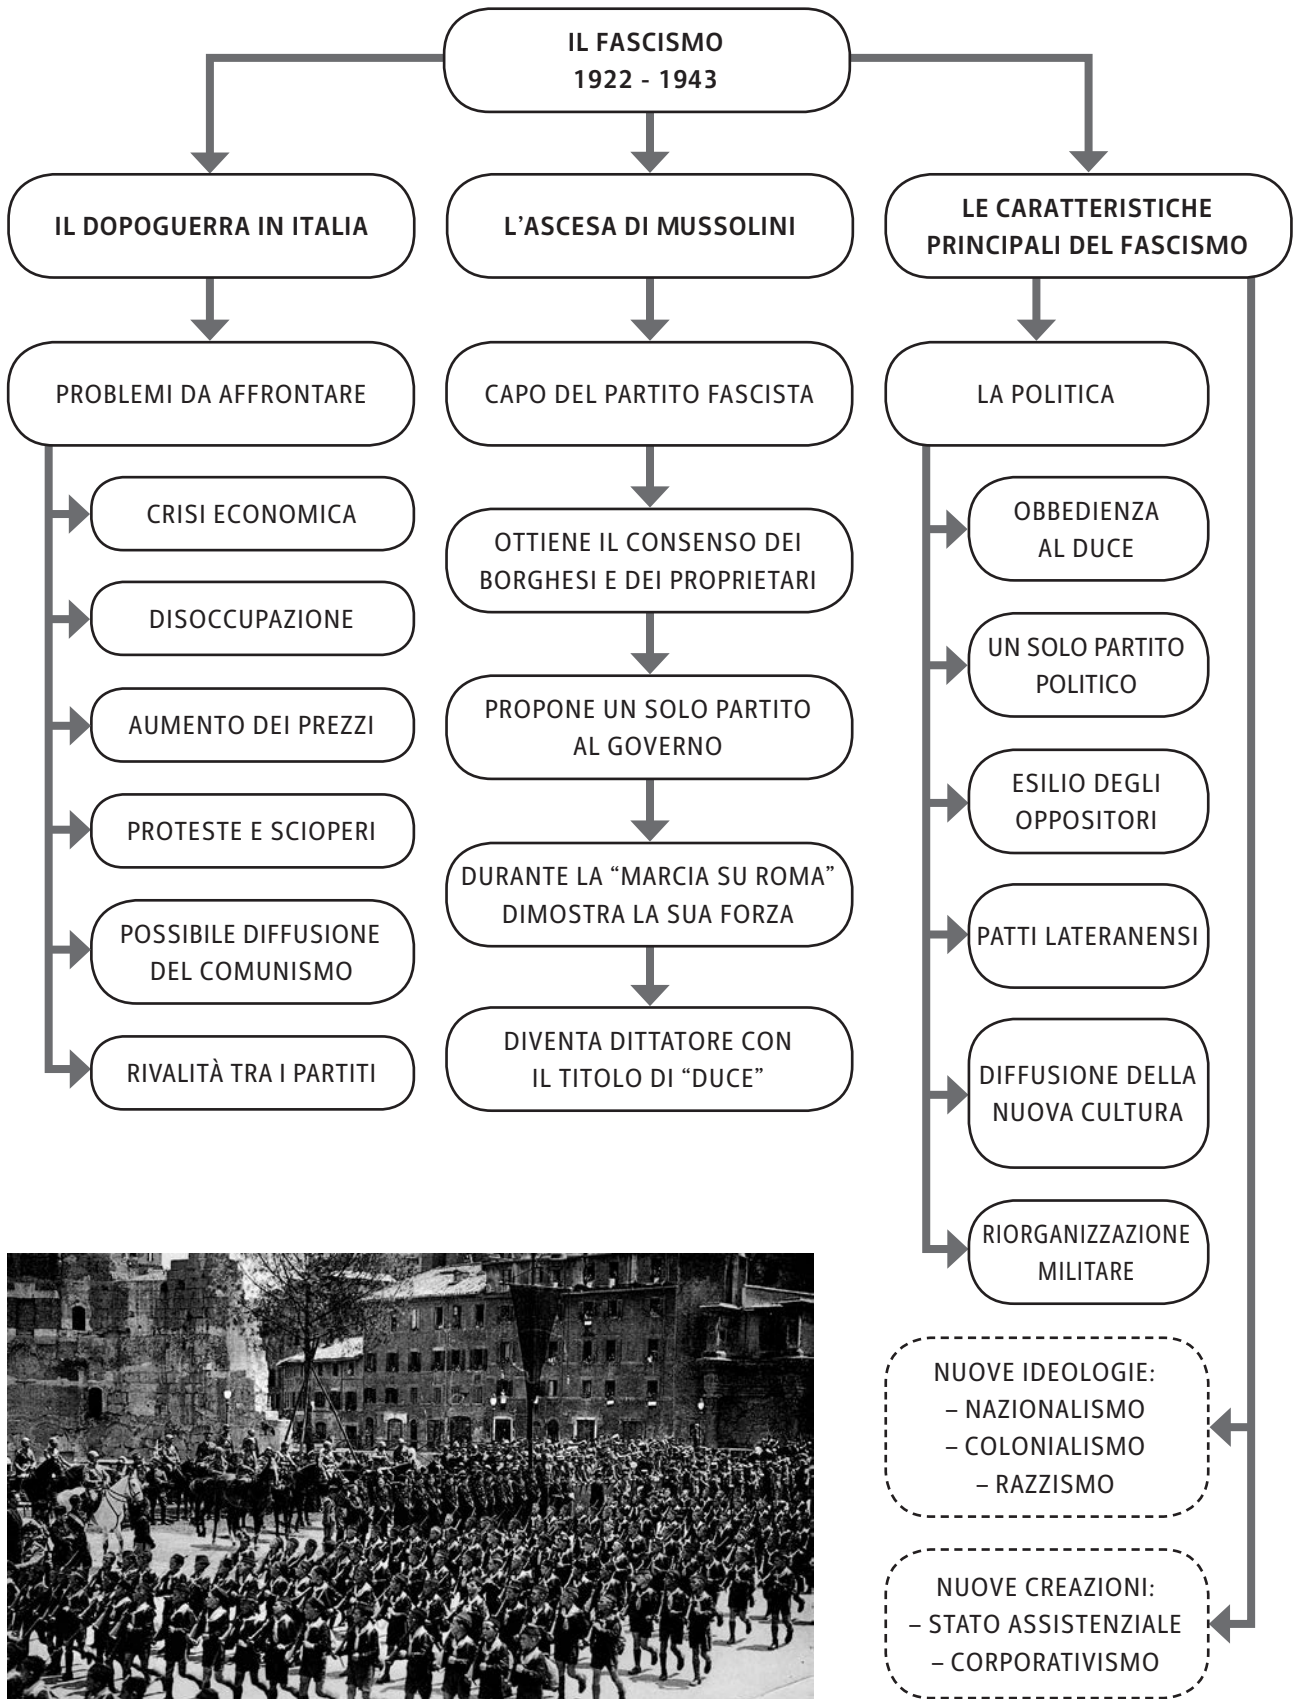 IL FASCISMO
1922 - 1943
IL DOPOGUERRA IN ITALIA
PROBLEMI DA AFFRONTARE
CRISI ECONOMICA
DISOCCUPAZIONE
AUMENTO DEI PREZZI
PROTESTE E SCIOPERI
POSSIBILE DIFFUSIONE
DEL COMUNISMO
RIVALITÀ TRA I PARTITI
L’ASCESA DI MUSSOLINI
CAPO DEL PARTITO FASCISTA
OTTIENE IL CONSENSO DEI
BORGHESI E DEI PROPRIETARI
PROPONE UN SOLO PARTITO
AL GOVERNO
DURANTE LA “MARCIA SU ROMA”
DIMOSTRA LA SUA FORZA
DIVENTA DITTATORE CON
IL TITOLO DI “DUCE”
LE CARATTERISTICHE
PRINCIPALI DEL FASCISMO
LA POLITICA
OBBEDIENZA
AL DUCE
UN SOLO PARTITO
POLITICO
ESILIO DEGLI
OPPOSITORI
PATTI LATERANENSI
DIFFUSIONE DELLA
NUOVA CULTURA
RIORGANIZZAZIONE
MILITARE
NUOVE IDEOLOGIE:
– NAZIONALISMO
– COLONIALISMO
– RAZZISMO
NUOVE CREAZIONI:
– STATO ASSISTENZIALE
– CORPORATIVISMO